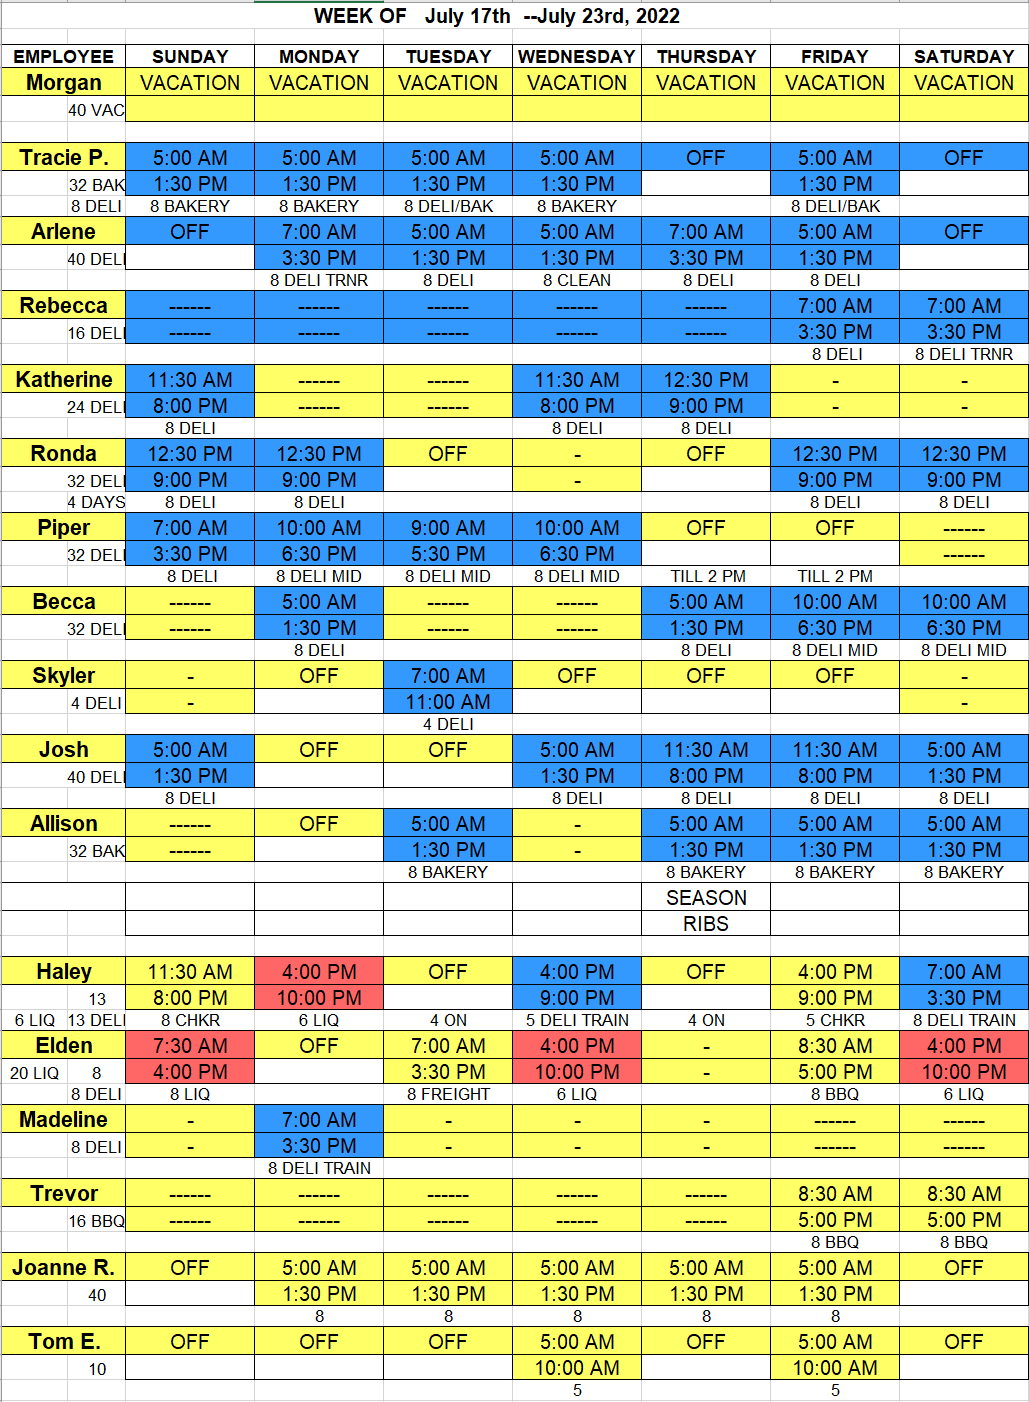 WEEK OF July 17th --July 23rd, 2022
EMPLOYEE SUNDAY MONDAY TUESDAY WEDNESDAY THURSDAY FRIDAY SATURDAY
Morgan VACATION VACATION VACATION VACATION VACATION VACATION VACATION
40 VAC
Tracie P. 5:00 AM 5:00 AM 5:00 AM 5:00 AM OFF 5:00 AM OFF
32 BAK 1:30 PM 1:30 PM 1:30 PM 1:30 PM 1:30 PM
8 DELI 8 BAKERY 8 BAKERY 8 DELI/BAK 8 BAKERY 8 DELI/BAK
Arlene OFF 7:00 AM 5:00 AM 5:00 AM 7:00 AM 5:00 AM OFF
40 DELI 3:30 PM 1:30 PM 1:30 PM 3:30 PM 1:30 PM
8 DELI TRNR 8 DELI 8 CLEAN 8 DELI 8 DELI
Rebecca ------ ------ ------ ------ ------ 7:00 AM 7:00 AM
16 DELI ------ ------ ------ ------ ------ 3:30 PM 3:30 PM
8 DELI 8 DELI TRNR
Katherine 11:30 AM ------ ------ 11:30 AM 12:30 PM - -
24 DELI 8:00 PM ------ ------ 8:00 PM 9:00 PM - -
8 DELI 8 DELI 8 DELI
Ronda 12:30 PM 12:30 PM OFF - OFF 12:30 PM 12:30 PM
32 DELI 9:00 PM 9:00 PM - 9:00 PM 9:00 PM
4 DAYS 8 DELI 8 DELI 8 DELI 8 DELI
Piper 7:00 AM 10:00 AM 9:00 AM 10:00 AM OFF OFF ------
32 DELI 3:30 PM 6:30 PM 5:30 PM 6:30 PM ------
8 DELI 8 DELI MID 8 DELI MID 8 DELI MID TILL 2 PM TILL 2 PM
Becca ------ 5:00 AM ------ ------ 5:00 AM 10:00 AM 10:00 AM
32 DELI ------ 1:30 PM ------ ------ 1:30 PM 6:30 PM 6:30 PM
8 DELI 8 DELI 8 DELI MID 8 DELI MID
Skyler - OFF 7:00 AM OFF OFF OFF -
4 DELI - 11:00 AM -
4 DELI
Josh 5:00 AM OFF OFF 5:00 AM 11:30 AM 11:30 AM 5:00 AM
40 DELI 1:30 PM 1:30 PM 8:00 PM 8:00 PM 1:30 PM
8 DELI 8 DELI 8 DELI 8 DELI 8 DELI
Allison ------ OFF 5:00 AM - 5:00 AM 5:00 AM 5:00 AM
32 BAK ------ 1:30 PM - 1:30 PM 1:30 PM 1:30 PM
8 BAKERY 8 BAKERY 8 BAKERY 8 BAKERY
SEASON
RIBS
Haley 11:30 AM 4:00 PM OFF 4:00 PM OFF 4:00 PM 7:00 AM
13 8:00 PM 10:00 PM 9:00 PM 9:00 PM 3:30 PM
6 LIQ 13 DELI 8 CHKR 6 LIQ 4 ON 5 DELI TRAIN 4 ON 5 CHKR 8 DELI TRAIN
Elden 7:30 AM OFF 7:00 AM 4:00 PM - 8:30 AM 4:00 PM
20 LIQ 8 4:00 PM 3:30 PM 10:00 PM - 5:00 PM 10:00 PM
8 DELI 8 LIQ 8 FREIGHT 6 LIQ 8 BBQ 6 LIQ
Madeline - 7:00 AM - - - ------ ------
8 DELI - 3:30 PM - - - ------ ------
8 DELI TRAIN
Trevor ------ ------ ------ ------ ------ 8:30 AM 8:30 AM
16 BBQ ------ ------ ------ ------ ------ 5:00 PM 5:00 PM
8 BBQ 8 BBQ
Joanne R. OFF 5:00 AM 5:00 AM 5:00 AM 5:00 AM 5:00 AM OFF
40 1:30 PM 1:30 PM 1:30 PM 1:30 PM 1:30 PM
8 8 8 8 8
Tom E. OFF OFF OFF 5:00 AM OFF 5:00 AM OFF
10 10:00 AM 10:00 AM
5 5